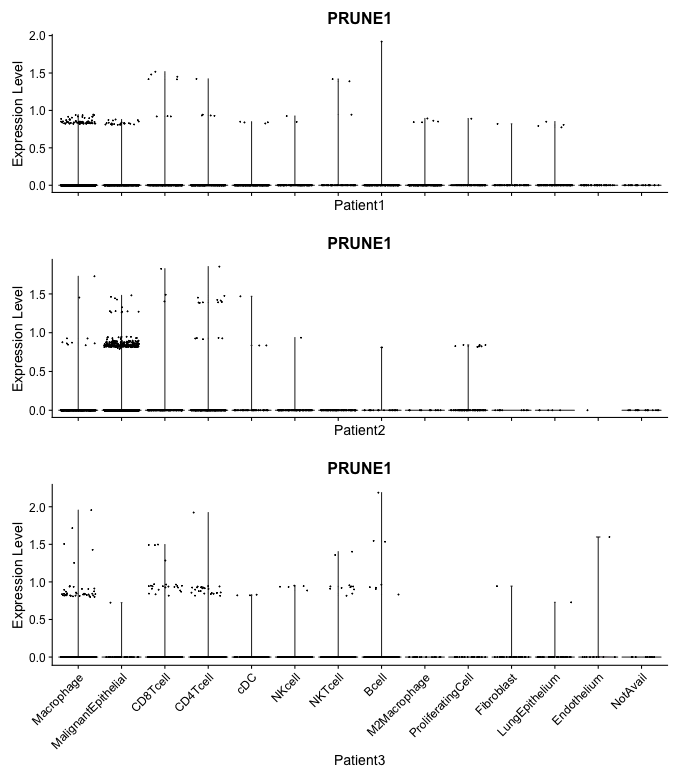 PRUNE1
Expression Level
2.0
1.5
1.0
0.5
0.0
Patient1
PRUNE1
Expression Level
1.5
1.0
0.5
0.0
Patient2
PRUNE1
Expression Level
2.0
1.5
1.0
0.5
0.0
Macrophage
MalignantEpithelial
CD8Tcell
CD4Tcell
cDC
NKcell
NKTcell
Bcell
M2Macrophage
ProliferatingCell
Fibroblast
LungEpithelium
Endothelium
NotAvail
Patient3